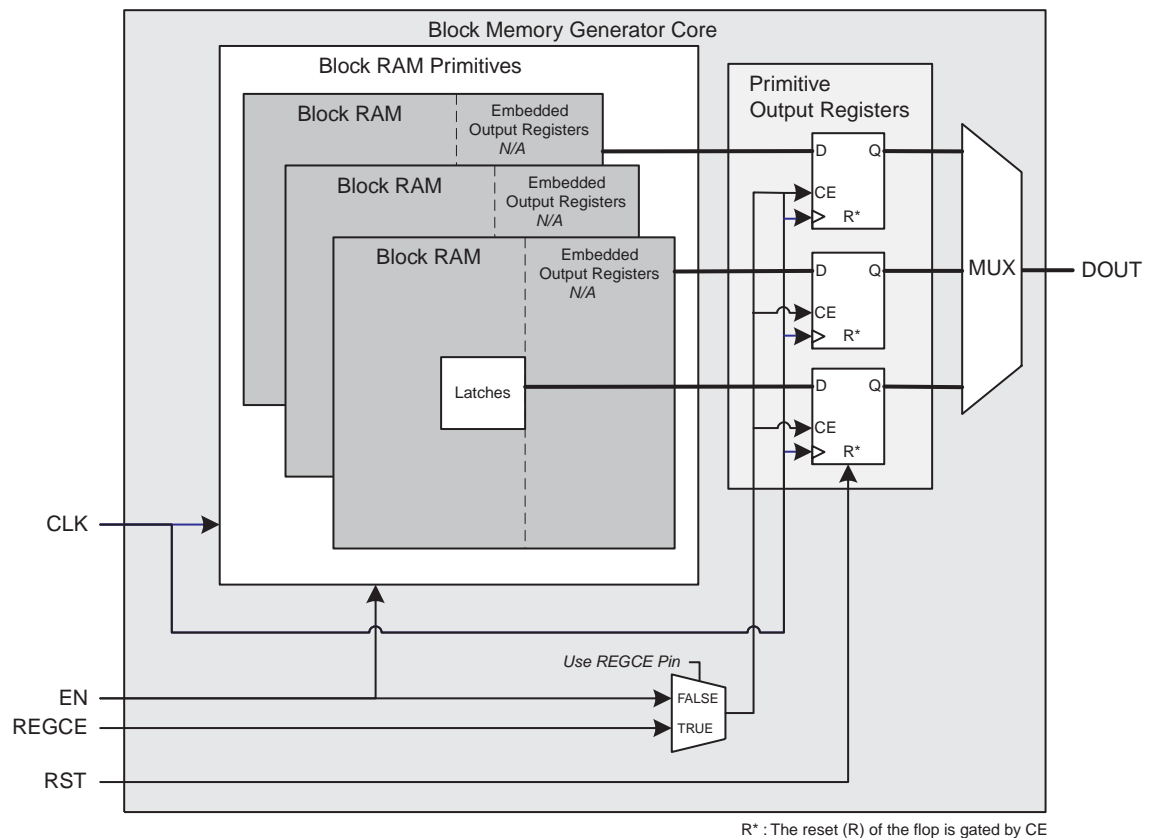 Block Memory Generator Core
Block RAM Primitives
Primitive
Output Registers
Block RAM
Embedded
Output Registers
N/A
D
Q
CE
R*
Block RAM
Embedded
Output Registers
N/A
Block RAM
Embedded
Output Registers
N/A
D
Q
CE
R*
MUX
DOUT
Latches
D
Q
CE
R*
CLK
Use REGCE Pin
EN
FALSE
REGCE
TRUE
RST
R* : The reset (R) of the flop is gated by CE